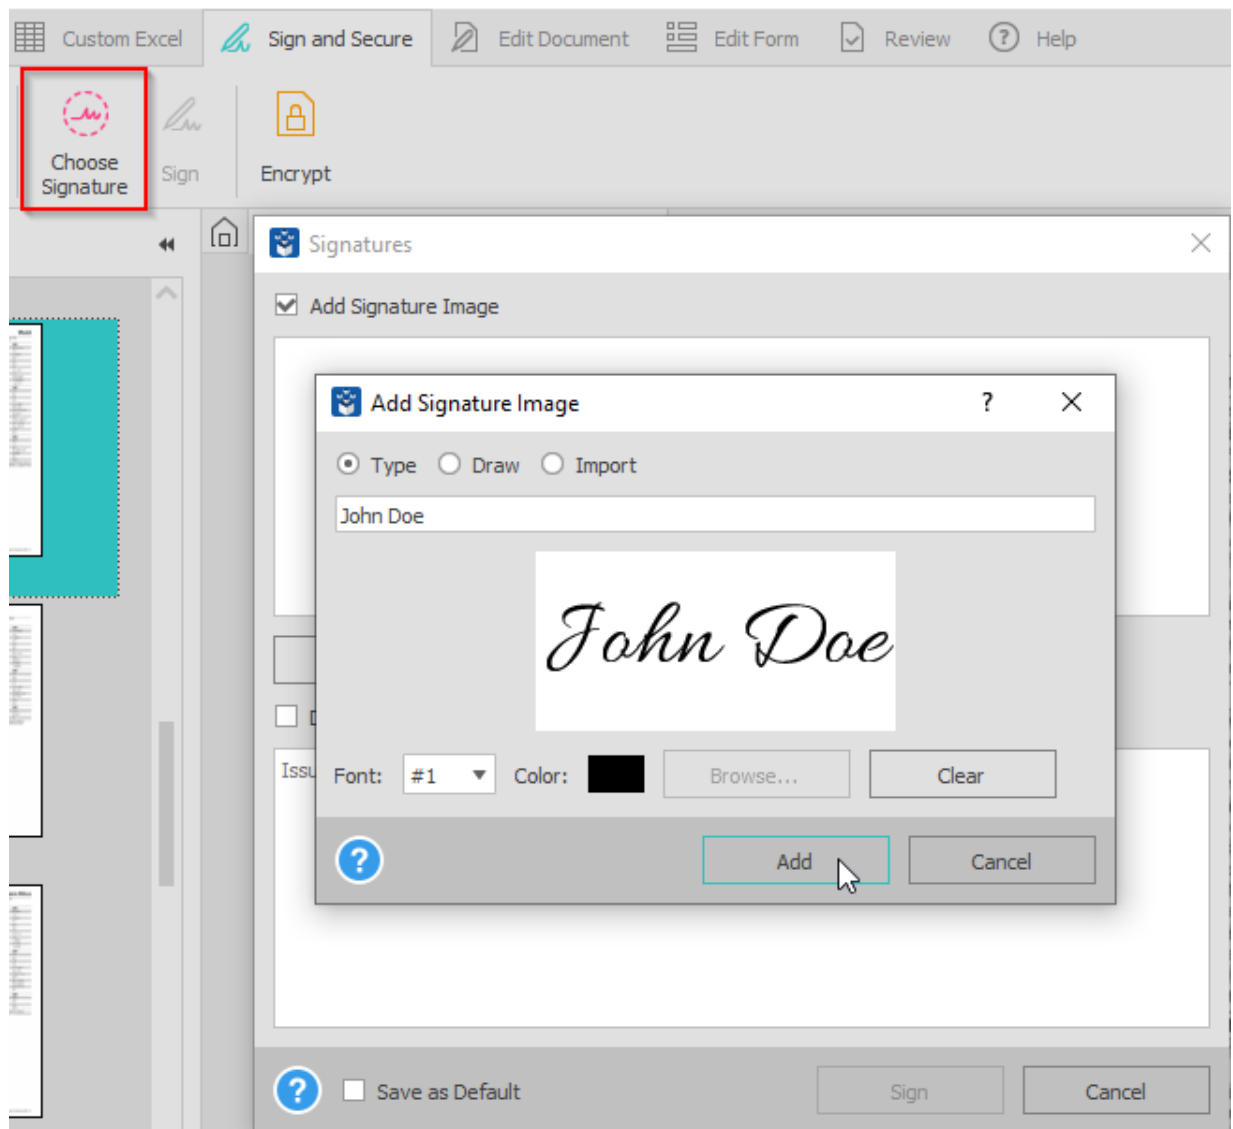 Custom Excel Sign and Secure Edit Document Edit Form Review ? Help
Choose
Signature
Sign
Encrypt
Signatures
Add Signature Image
Add Signature Image ?
Type Draw Import
John Doe
John Doe
Issu
Font: #1 Color: Browse... Clear
? Add Cancel
? Save as Default Sign Cancel